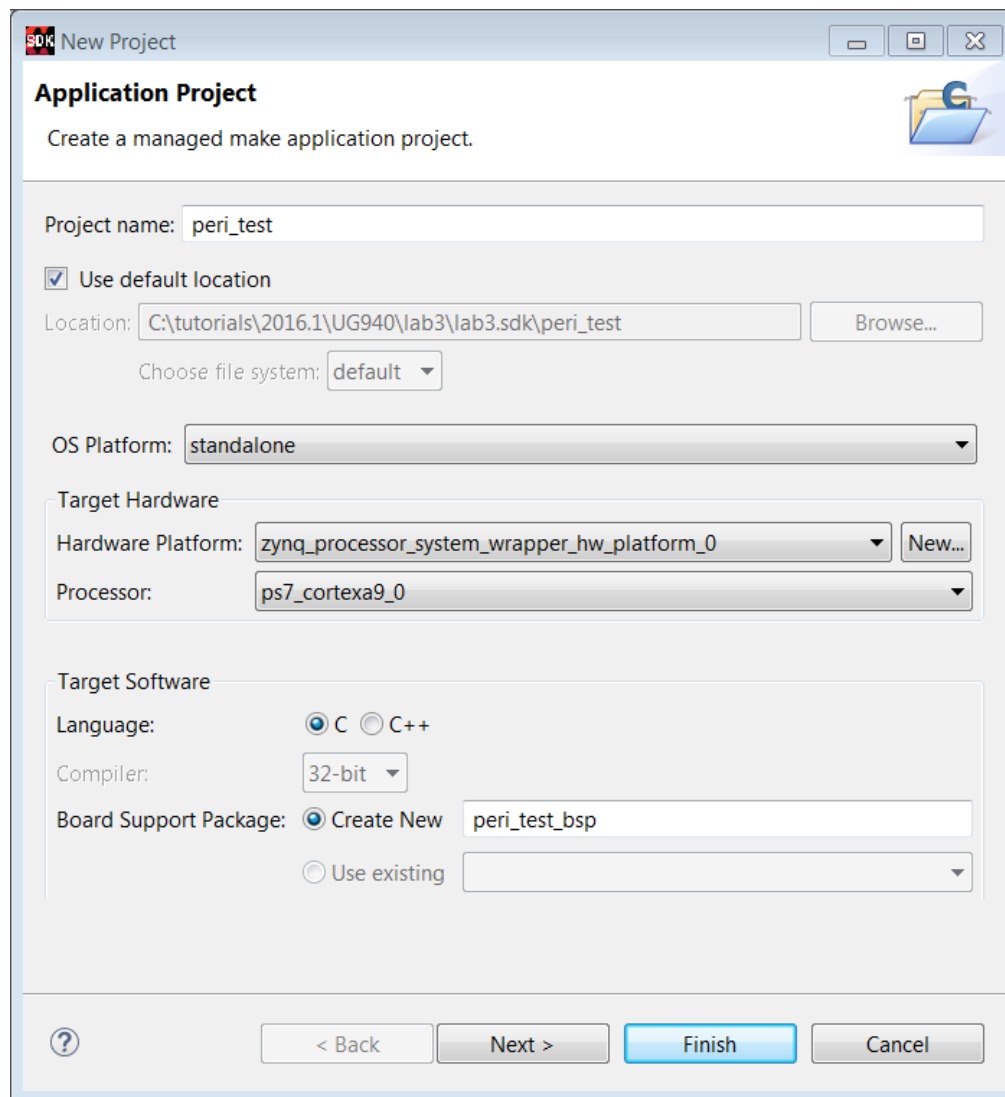 SDK New Project
Application Project
Create a managed make application project.
Project name: peri_test
Use default location
Location: C:\tutorials\2016.1\UG940\lab3\lab3.sdk\peri_test Browse...
Choose file system: default
OS Platform: standalone
Target Hardware
Hardware Platform: zynq_processor_system_wrapper_hw_platform_0 New...
Processor: ps7_cortexa9_0
Target Software
Language: C C++
Compiler: 32-bit
Board Support Package: Create New peri_test_bsp
Use existing
? < Back Next > Finish Cancel